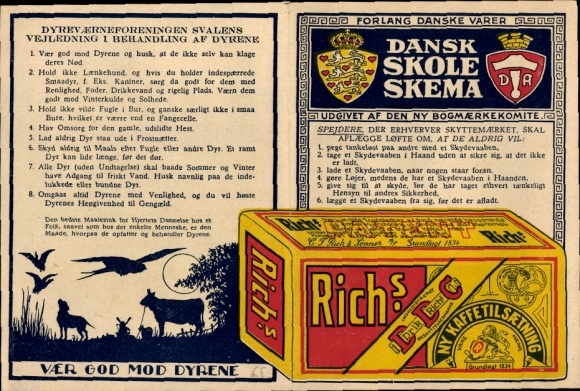 DYREVÆRNEFORENINGEN SVALENS
VEJLEDNING I BEHANDLING AF DYRENE
1. Vær god mod Dyrene og husk, at de ikke selv kan klage
deres Nød.
2. Hold ikke Lænkehund, og hvis du holder indespærrede
Smaadyr, f. Eks. Kaniner, sørg da godt for dem med
Renlighed, Foder, Drikkevand og rigelig Plads. Værn dem
godt mod Vinterkulde og Solhede.
3. Hold ikke vilde Fugle i Bur, og ganske særligt ikke i smaa
Bure, hvilket er værre end en Fangecelle.
4. Hav Omsorg for den gamle, udslidte Hest.
5. Lad aldrig Dyr staa ude i Frostnætter.
6. Skyd aldrig til Maals efter Fugle eller andre Dyr. Et ramt
Dyr kan lide længe, før det dør.
7. Alle Dyr (uden Undtagelse) skal baade Sommer og Vinter
have Adgang til friskt Vand. Husk navnlig paa de inde-
lukkede eller bundne Dyr.
8. Omgaas altid Dyrene med Venlighed, og du vil høste
Dyrenes Hengivenhed til Gengæld.
Den bedste Maalestok for Hjertets Dannelse hos et
Folk, saavel som hos det enkelte Menneske, er den
Maade, hvorpaa de opfatter og behandler Dyrene.
VÆR GOD MOD DYRENE
FORLANG DANSKE VARER
DANSK
SKOLE
SKEMA
D A
UDGIVET AF DEN NY BOGMÆRKEKOMITE.
SPEJDERE, DER ERHVERVER SKYTTEMÆRKET, SKAL
AFLÆGGE LØFTE OM, AT DE ALDRIG VIL:
1. pege tankeløst paa andre med et Skydevaaben.
2. tage et Skydevaaben i Haand uden at sikre sig, at det ikke
er ladt,
3. lade et Skydevaaben, naar nogen staar foran.
4. gøre Løjer, medens de har et Skydevaaben i Haanden,
5. give sig til at skyde, før de har taget ethvert tænkeligt
Hensyn til andres Sikkerhed,
6. lægge et Skydevaaben fra sig, før det er afladt.
Rich's
PATENT
Rich's
C. F. Rich & Sønner A/S Grundlagt 1834
Rich's
Rich's
Drik Rich's
NY KAFFETILSÆTNING
Grundlagt 1834